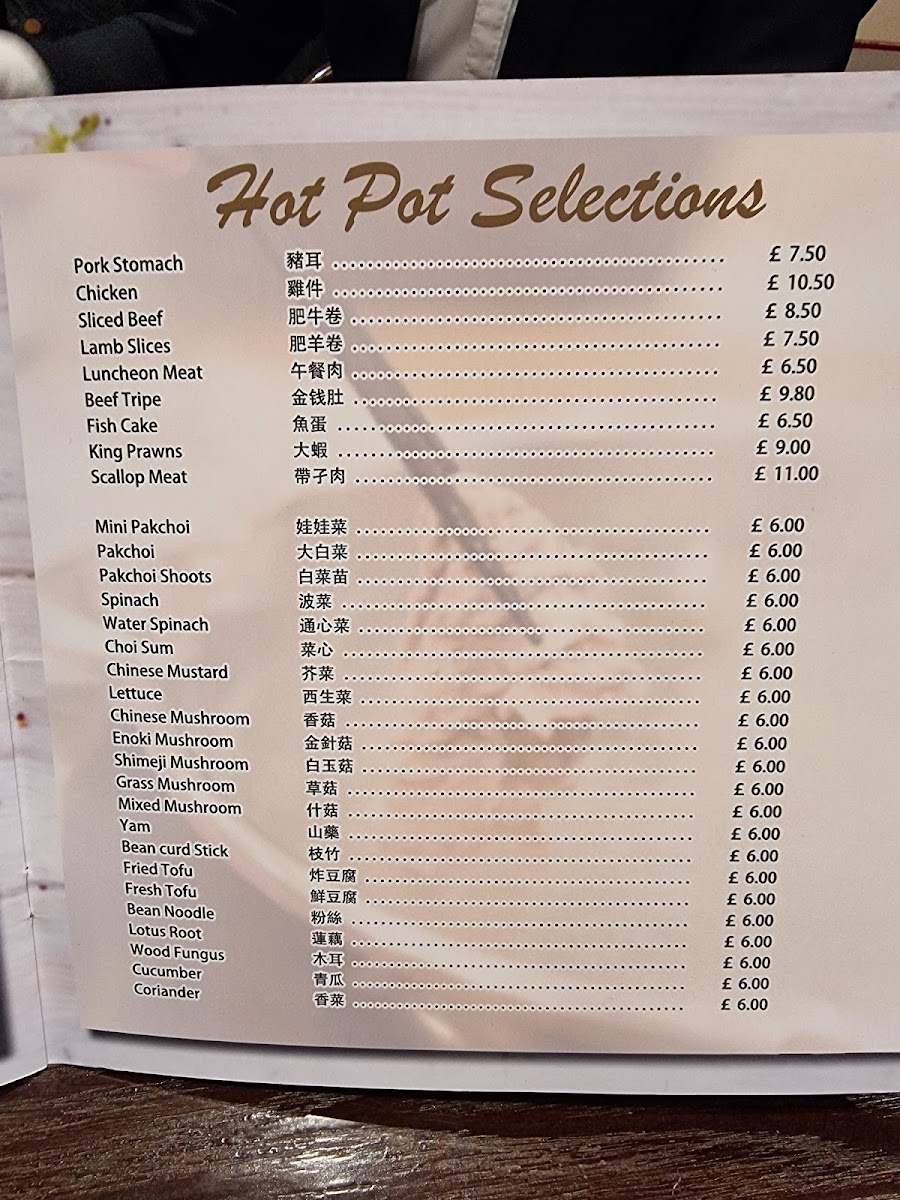 Hot Pot Selections
Pork Stomach 豬耳 £ 7.50
Chicken 雞件 £ 10.50
Sliced Beef 肥牛卷 £ 8.50
Lamb Slices 肥羊卷 £ 7.50
Luncheon Meat 午餐肉 £ 6.50
Beef Tripe 金钱肚 £ 9.80
Fish Cake 魚蛋 £ 6.50
King Prawns 大蝦 £ 9.00
Scallop Meat 帶子肉 £ 11.00
Mini Pakchoi 娃娃菜 £ 6.00
Pakchoi 大白菜 £ 6.00
Pakchoi Shoots 白菜苗 £ 6.00
Spinach 波菜 £ 6.00
Water Spinach 通心菜 £ 6.00
Choi Sum 菜心 £ 6.00
Chinese Mustard 芥菜 £ 6.00
Lettuce 西生菜 £ 6.00
Chinese Mushroom 香菇 £ 6.00
Enoki Mushroom 金針菇 £ 6.00
Shimeji Mushroom 白玉菇 £ 6.00
Grass Mushroom 草菇 £ 6.00
Mixed Mushroom 什菇 £ 6.00
Yam 山藥 £ 6.00
Bean curd Stick 枝竹 £ 6.00
Fried Tofu 炸豆腐 £ 6.00
Fresh Tofu 鮮豆腐 £ 6.00
Bean Noodle 粉絲 £ 6.00
Lotus Root 蓮藕 £ 6.00
Wood Fungus 木耳 £ 6.00
Cucumber 青瓜 £ 6.00
Coriander 香菜 £ 6.00